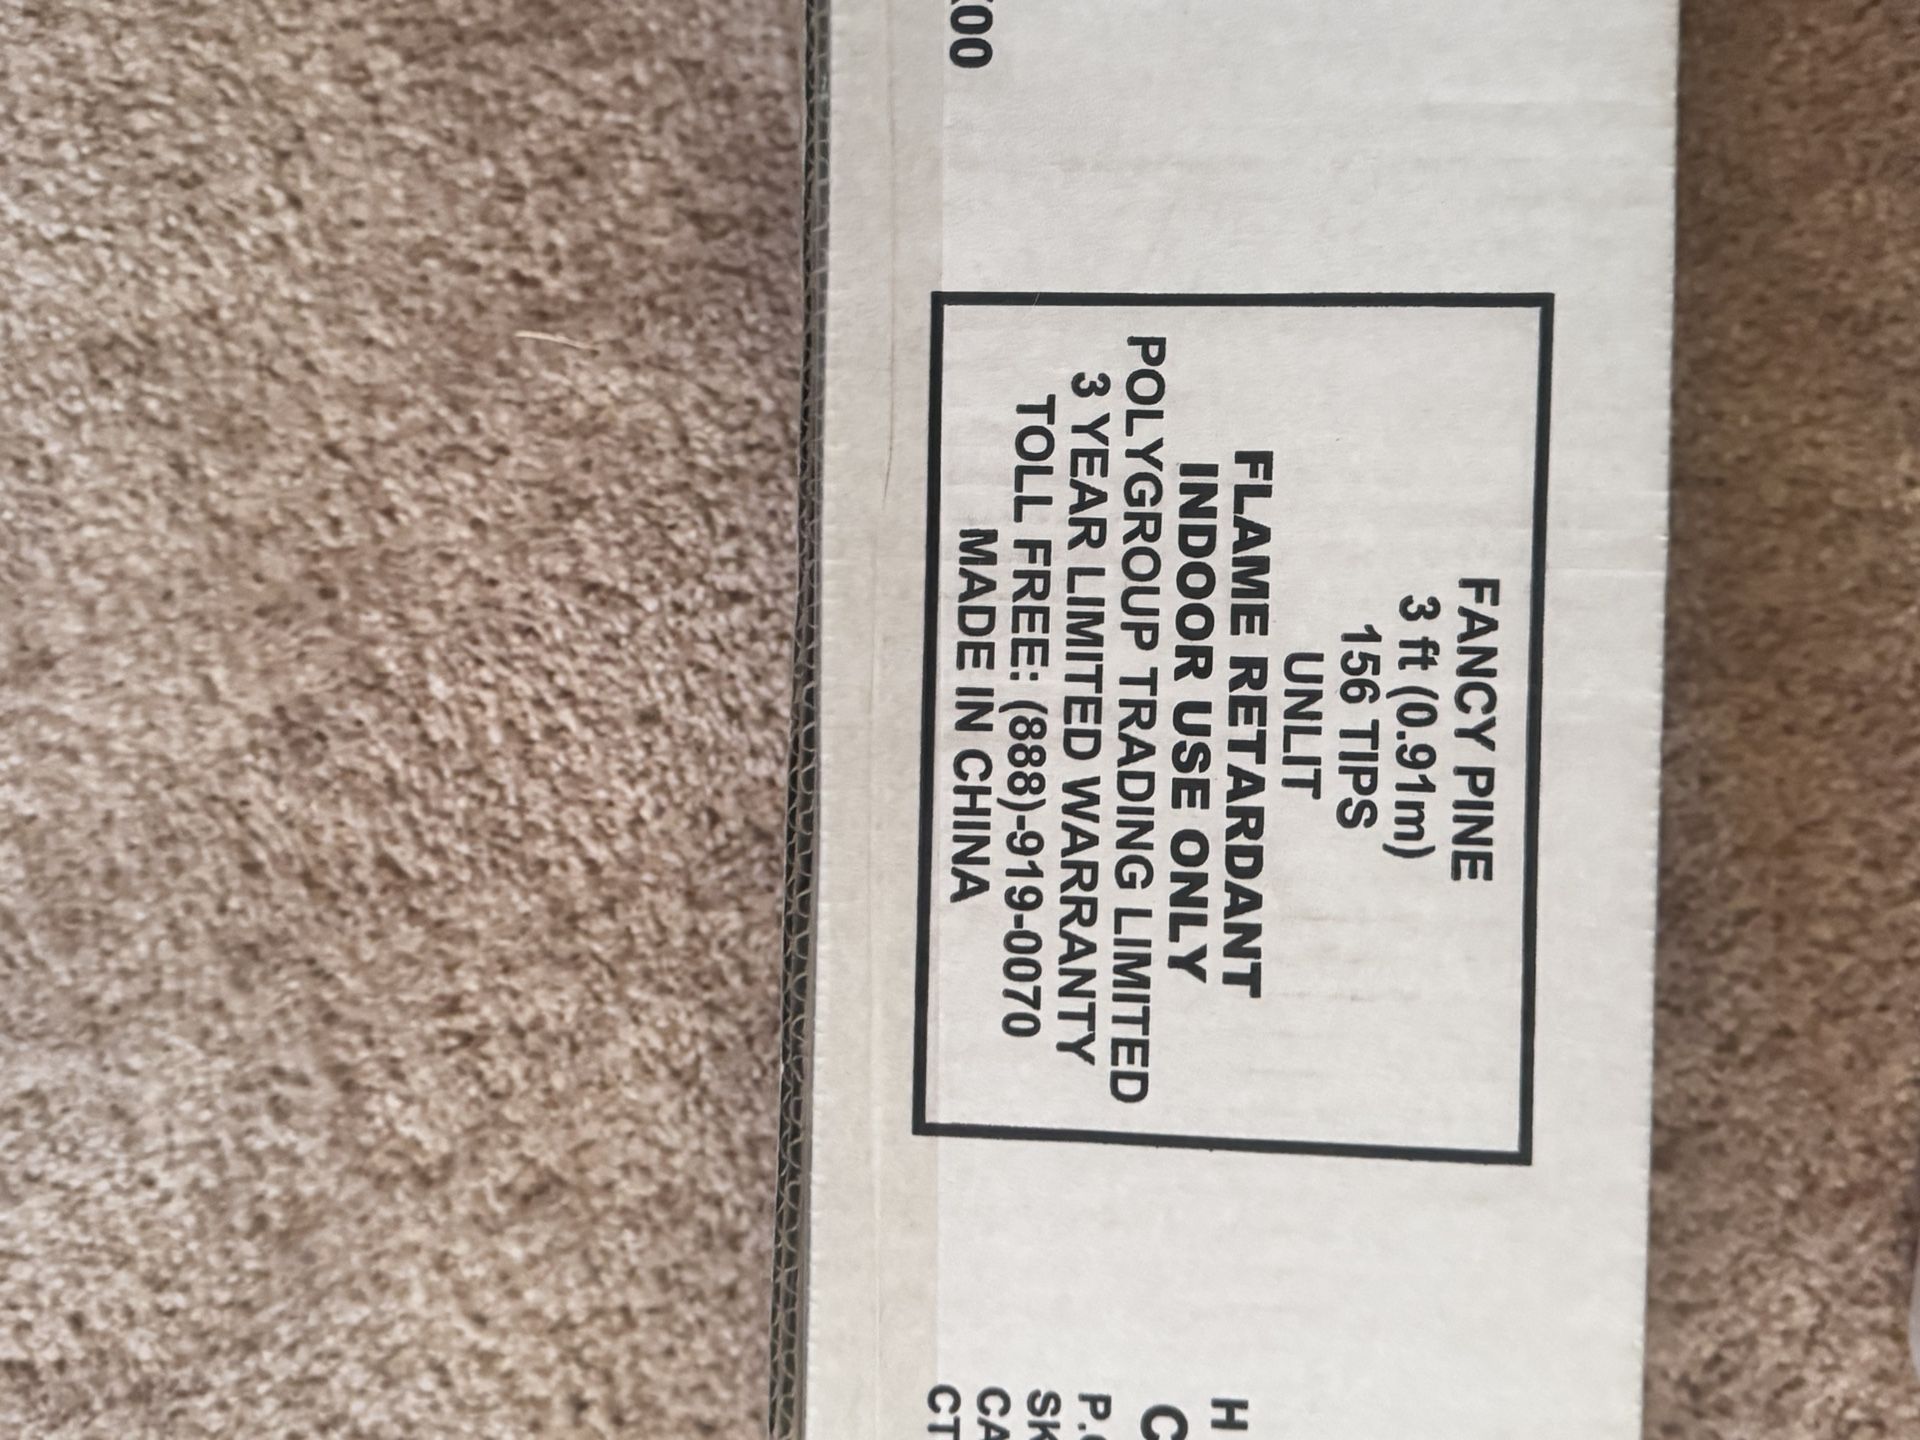 FANCY PINE
3 ft (0.91m)
156 TIPS
UNLIT
FLAME RETARDANT
INDOOR USE ONLY
POLYGROUP TRADING LIMITED
3 YEAR LIMITED WARRANTY
TOLL FREE: (888)-919-0070
MADE IN CHINA